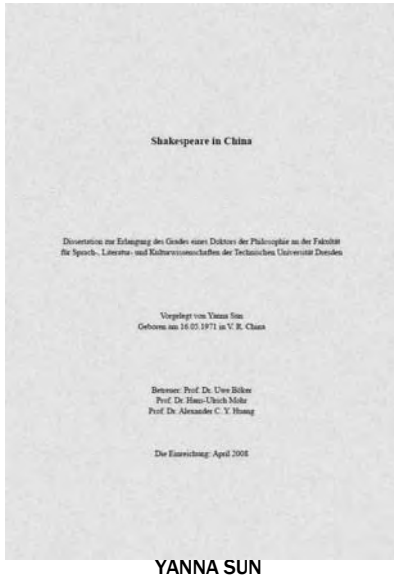 Shakespeare in China
Dissertation zur Erlangung des Grades eines Doktors der Philosophie an der Fakultät
für Sprach-, Literatur- und Kulturwissenschaften der Technischen Universität Dresden
Vorgelegt von Yanna Sun
Geboren am 16.05.1971 in V. R. China
Betreuer: Prof. Dr. Uwe Böker
Prof. Dr. Hans-Ulrich Mohr
Prof. Dr. Alexander C. Y. Huang
Die Einreichung: April 2008
YANNA SUN